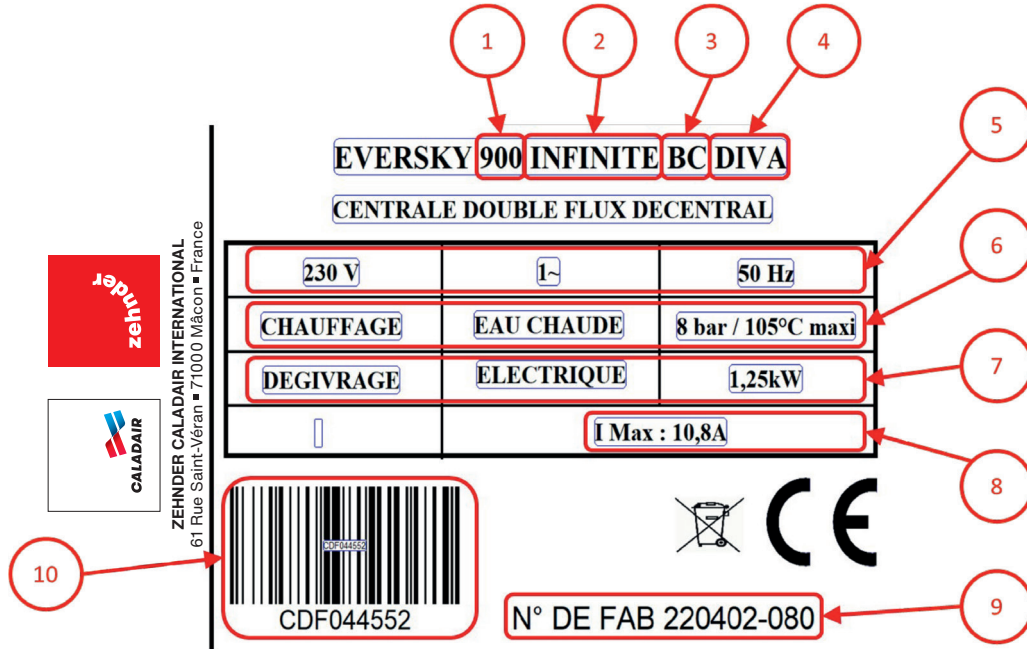 1
2
3
4
5
6
7
8
9
10
EVERSKY 900 INFINITE BC DIVA
CENTRALE DOUBLE FLUX DECENTRAL
230 V 1~ 50 Hz
CHAUFFAGE EAU CHAUDE 8 bar / 105°C maxi
DEGIVRAGE ELECTRIQUE 1,25kW
I Max : 10,8A
zehnder
CALADAIR
ZEHNDER CALADAIR INTERNATIONAL
61 Rue Saint-Véran ▪ 71000 Mâcon ▪ France
CDF044552
CDF044552
N° DE FAB 220402-080
CE